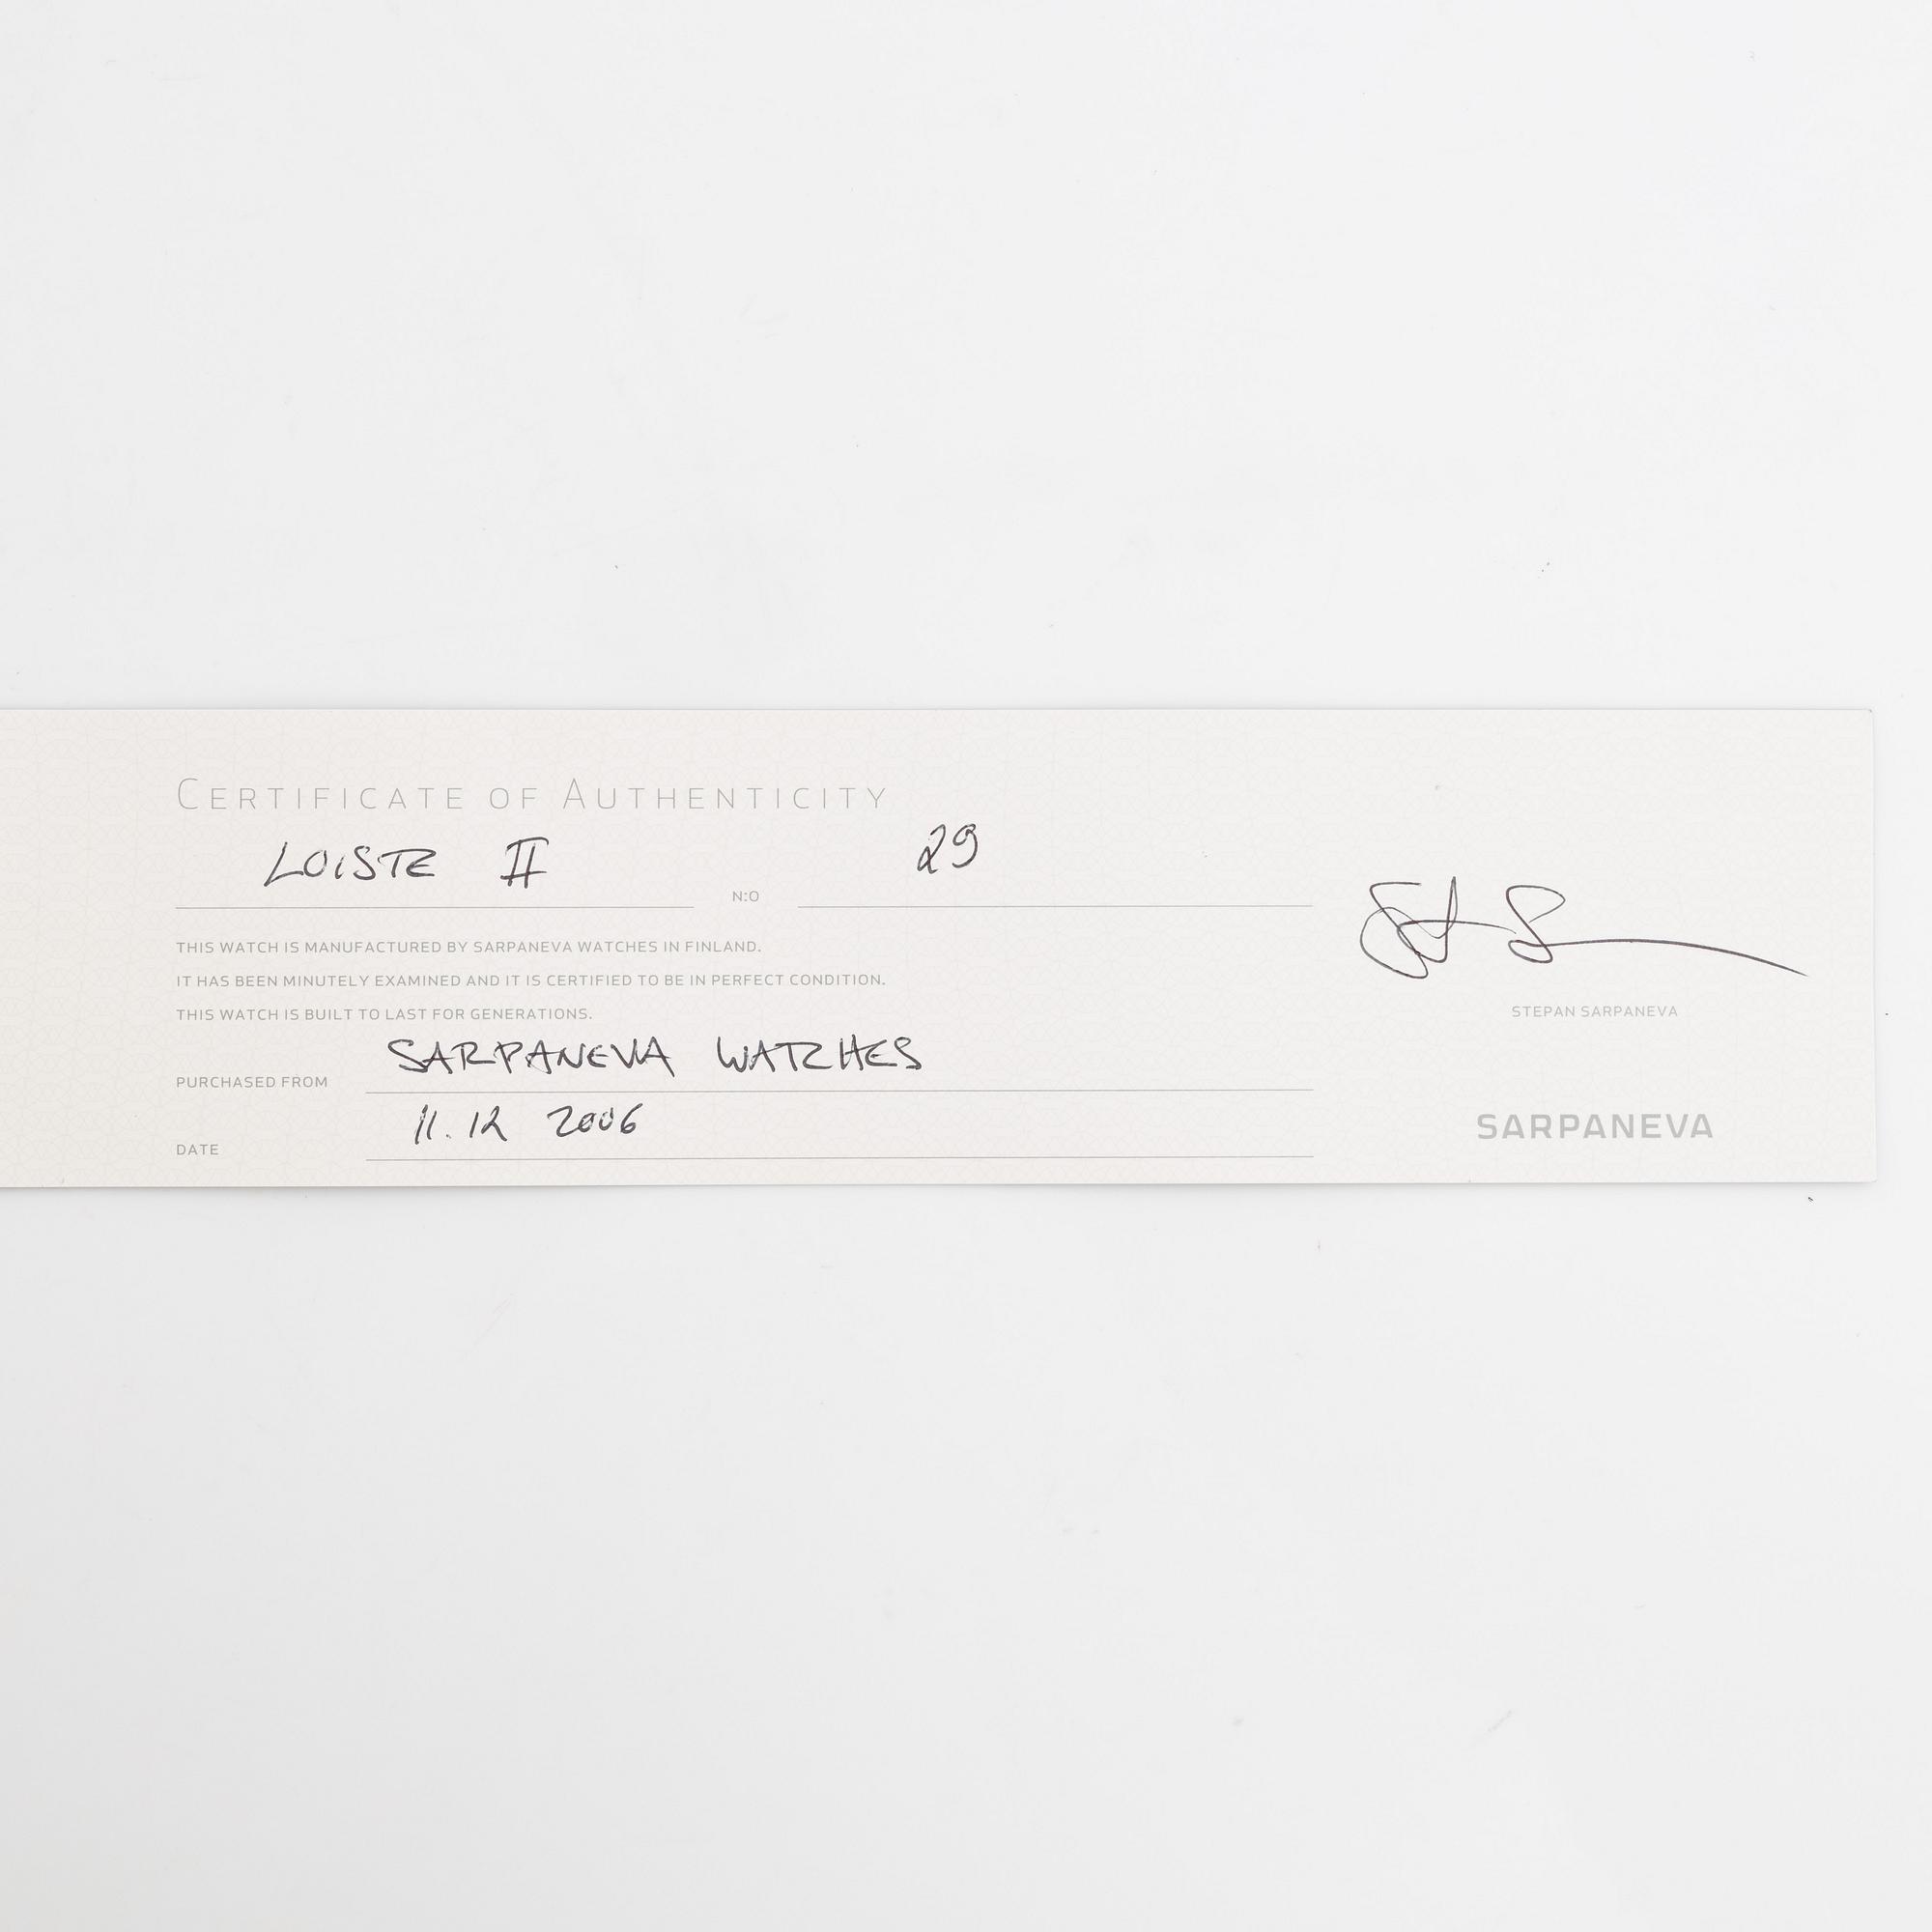 CERTIFICATE OF AUTHENTICITY
LOISTE II N:O 29
THIS WATCH IS MANUFACTURED BY SARPANEVA WATCHES IN FINLAND.
IT HAS BEEN MINUTELY EXAMINED AND IT IS CERTIFIED TO BE IN PERFECT CONDITION.
THIS WATCH IS BUILT TO LAST FOR GENERATIONS.
PURCHASED FROM SARPANEVA WATCHES
DATE 11. 12 2006
STEPAN SARPANEVA
SARPANEVA